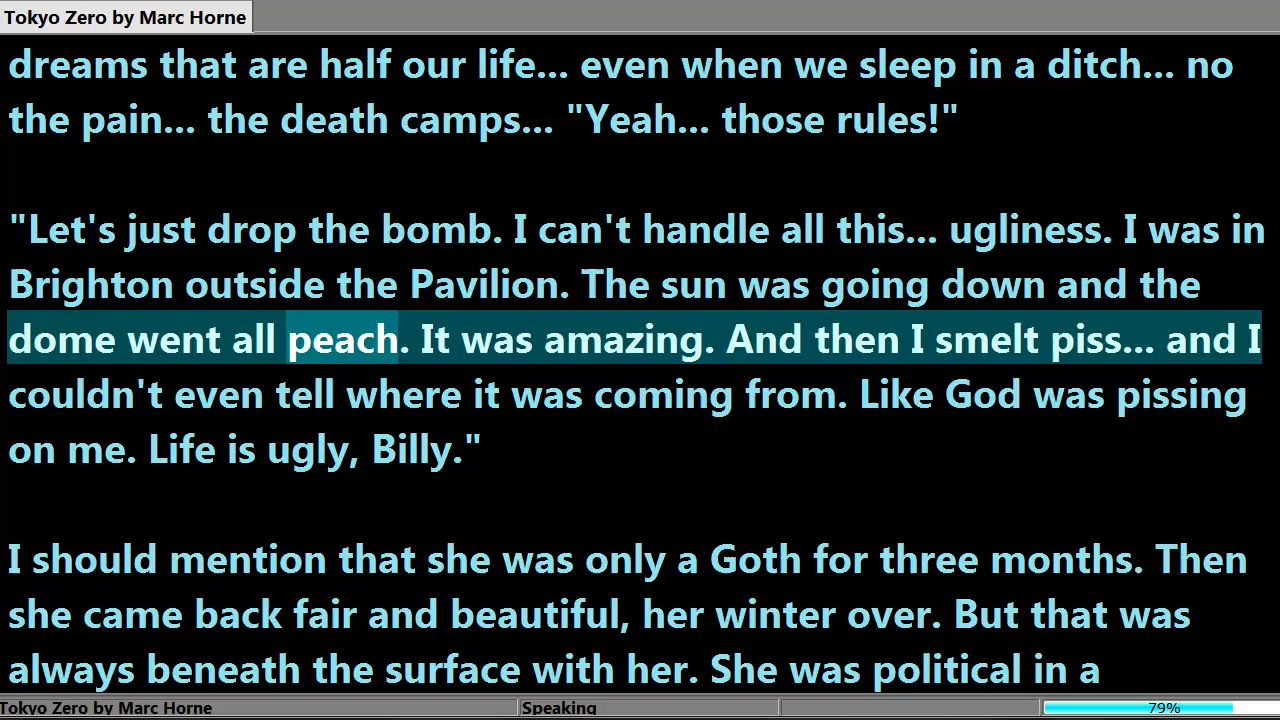 Tokyo Zero by Marc Horne
dreams that are half our life... even when we sleep in a ditch... no
the pain... the death camps... "Yeah... those rules!"
"Let's just drop the bomb. I can't handle all this... ugliness. I was in
Brighton outside the Pavilion. The sun was going down and the
dome went all peach. It was amazing. And then I smelt piss... and I
couldn't even tell where it was coming from. Like God was pissing
on me. Life is ugly, Billy."
I should mention that she was only a Goth for three months. Then
she came back fair and beautiful, her winter over. But that was
always beneath the surface with her. She was political in a
Tokyo Zero by Marc Horne Speaking 79%